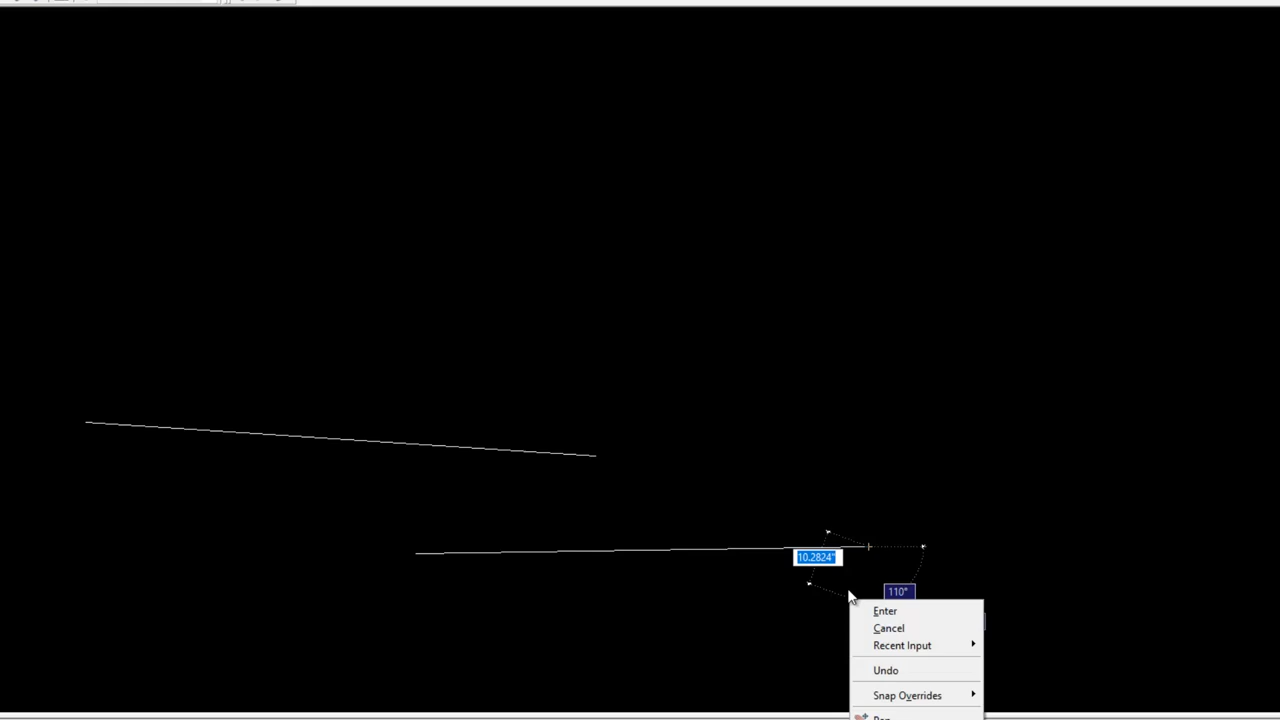 10.2824"
110°
Enter
Cancel
Recent Input
Undo
Snap Overrides